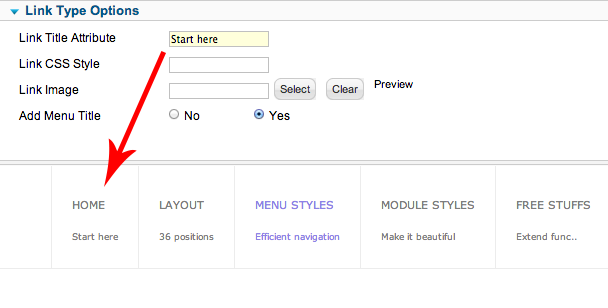 Link Type Options
Link Title Attribute Start here
Link CSS Style
Link Image Select Clear Preview
Add Menu Title No Yes
HOME LAYOUT MENU STYLES MODULE STYLES FREE STUFFS
Start here 36 positions Efficient navigation Make it beautiful Extend func..